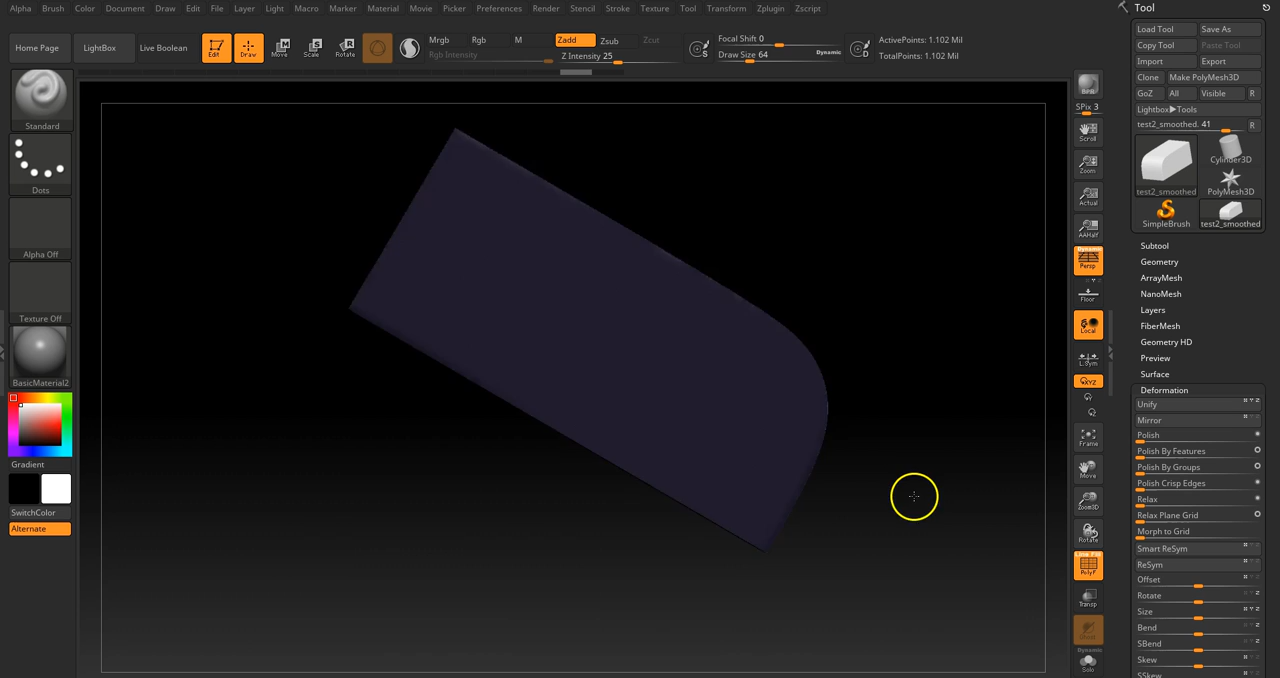 Alpha Brush Color Document Draw Edit File Layer Light Macro Marker Material Movie Picker Preferences Render Stencil Stroke Texture Tool Transform Zplugin Zscript
Tool
Home Page LightBox Live Boolean Edit Draw Move Scale Rotate
Mrgb Rgb M Zadd Zsub Zcut
Rgb Intensity Z Intensity 25
Focal Shift 0
Draw Size 64 Dynamic
ActivePoints: 1.102 Mil
TotalPoints: 1.102 Mil
Standard
Dots
Alpha Off
Texture Off
BasicMaterial2
Gradient
SwitchColor
Alternate
BPR
SPix 3
Scroll
Zoom
Actual
AAHalf
Dynamic
Persp
Floor
Local
L.Sym
XYZ
Y
Z
Frame
Move
Zoom3D
Rotate
Line Fill
PolyF
Transp
Ghost
Dynamic
Solo
Load Tool Save As
Copy Tool Paste Tool
Import Export
Clone Make PolyMesh3D
GoZ All Visible R
Lightbox▶Tools
test2_smoothed. 41 R
test2_smoothed Cylinder3D
PolyMesh3D
SimpleBrush test2_smoothed
Subtool
Geometry
ArrayMesh
NanoMesh
Layers
FiberMesh
Geometry HD
Preview
Surface
Deformation
Unify
Mirror
Polish
Polish By Features
Polish By Groups
Polish Crisp Edges
Relax
Relax Plane Grid
Morph to Grid
Smart ReSym
ReSym
Offset
Rotate
Size
Bend
SBend
Skew
SSkew